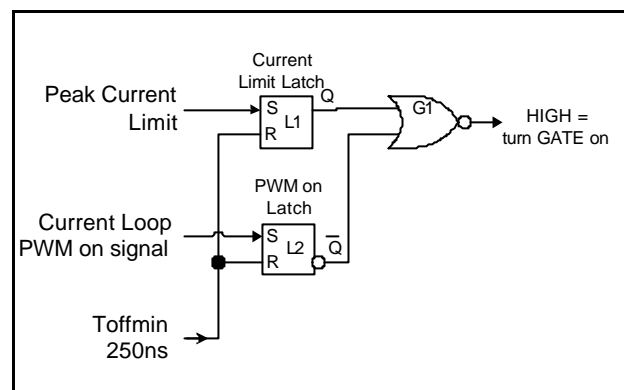 Current
Limit Latch
Q
Peak Current
Limit
S
L1
R
G1
HIGH =
turn GATE on
PWM on
Latch
Current Loop
PWM on signal
S
L2
R
Q̅
Toffmin
250ns